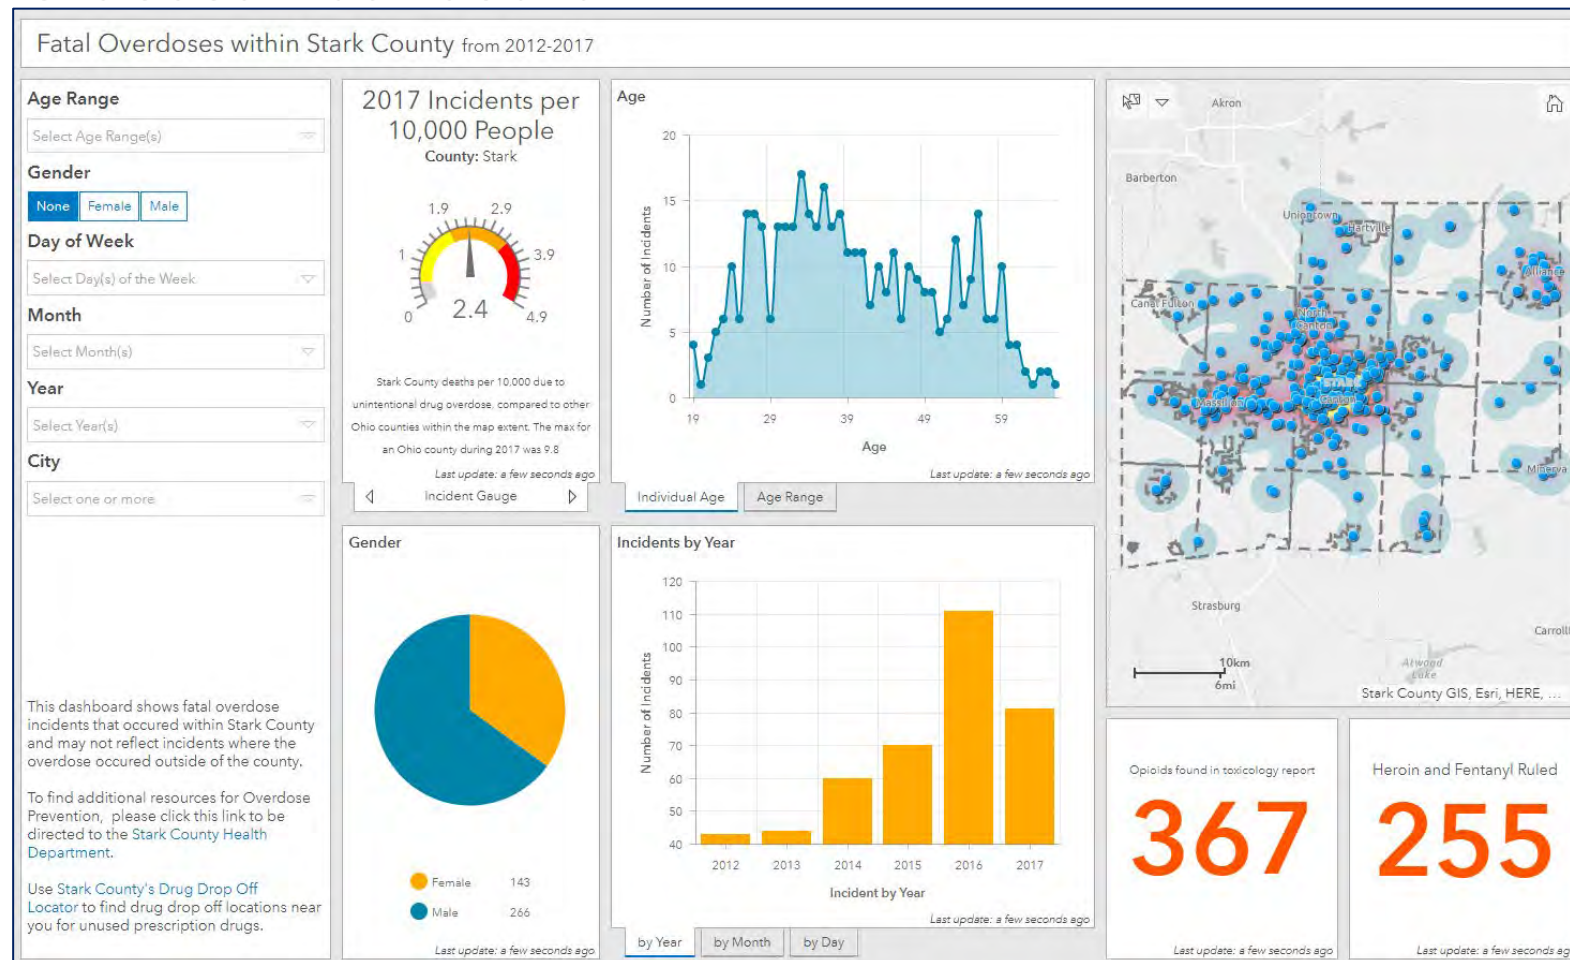 Fatal Overdoses within Stark County from 2012-2017
Age Range
Select Age Range(s)
Gender
None Female Male
Day of Week
Select Day(s) of the Week
Month
Select Month(s)
Year
Select Year(s)
City
Select one or more
This dashboard shows fatal overdose
incidents that occured within Stark County
and may not reflect incidents where the
overdose occured outside of the county.
To find additional resources for Overdose
Prevention, please click this link to be
directed to the Stark County Health
Department.
Use Stark County's Drug Drop Off
Locator to find drug drop off locations near
you for unused prescription drugs.
2017 Incidents per
10,000 People
County: Stark
1.9 2.9
1 3.9
0 2.4 4.9
Stark County deaths per 10,000 due to
unintentional drug overdose, compared to other
Ohio counties within the map extent. The max for
an Ohio county during 2017 was 9.8
Last update: a few seconds ago
Incident Gauge
Age
Number of Incidents
20
15
10
5
0
19 29 39 49 59
Age
Last update: a few seconds ago
Individual Age Age Range
Gender
Female 143
Male 266
Last update: a few seconds ago
Incidents by Year
Number of Incidents
120
110
100
90
80
70
60
50
40
2012 2013 2014 2015 2016 2017
Incident by Year
Last update: a few seconds ago
by Year by Month by Day
Akron
Barberton
Uniontown
Hartville
Alliance
Canal Fulton
North
Canton
STARK
Massillon
Canton
Minerva
Strasburg
Carrollt
Atwood
Lake
10km
6mi
Stark County GIS, Esri, HERE, ...
Opioids found in toxicology report
367
Last update: a few seconds ago
Heroin and Fentanyl Ruled
255
Last update: a few seconds ag